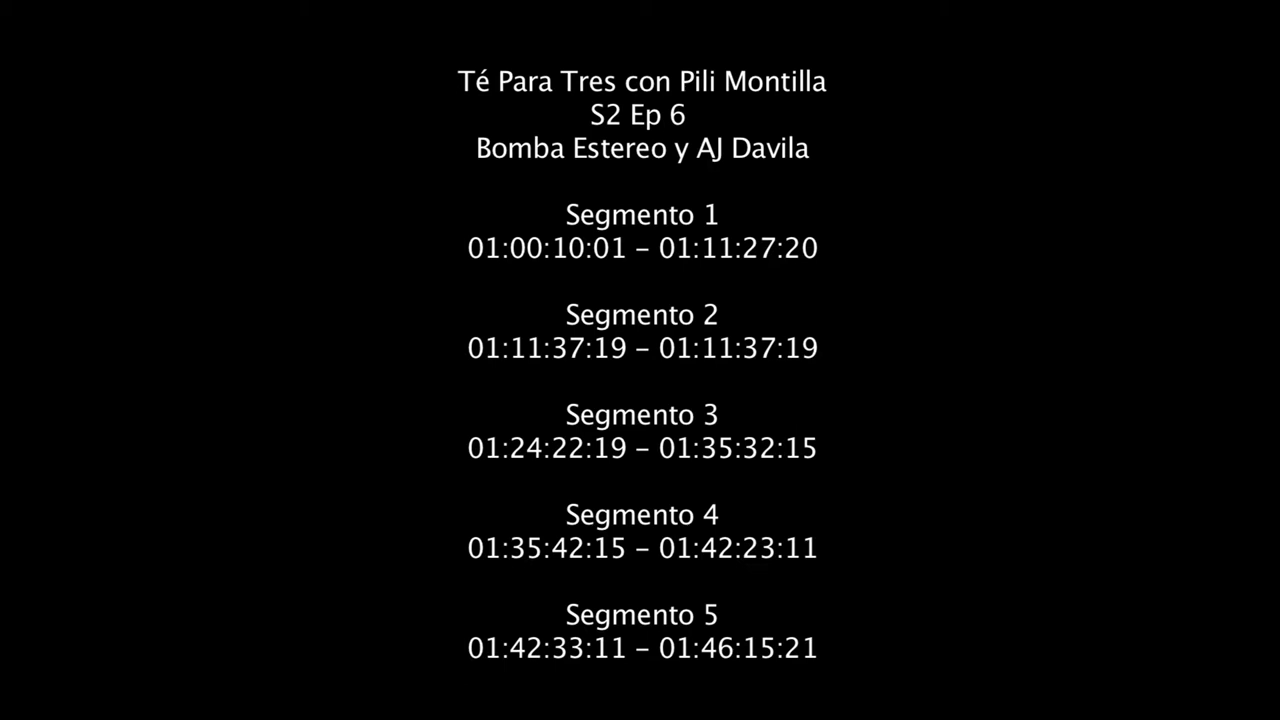 Té Para Tres con Pili Montilla
S2 Ep 6
Bomba Estereo y AJ Davila
Segmento 1
01:00:10:01 – 01:11:27:20
Segmento 2
01:11:37:19 – 01:11:37:19
Segmento 3
01:24:22:19 – 01:35:32:15
Segmento 4
01:35:42:15 – 01:42:23:11
Segmento 5
01:42:33:11 – 01:46:15:21